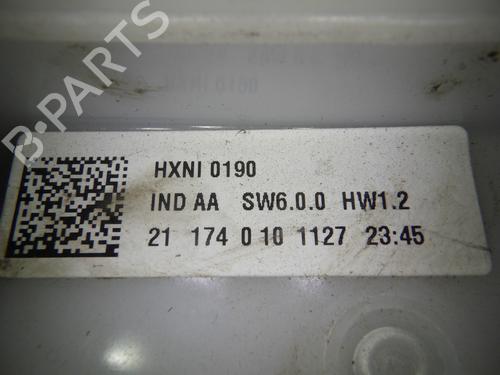 B-PARTS
HXNI 0190
IND AA SW6.0.0 HW1.2
21 174 0 10 1127 23:45